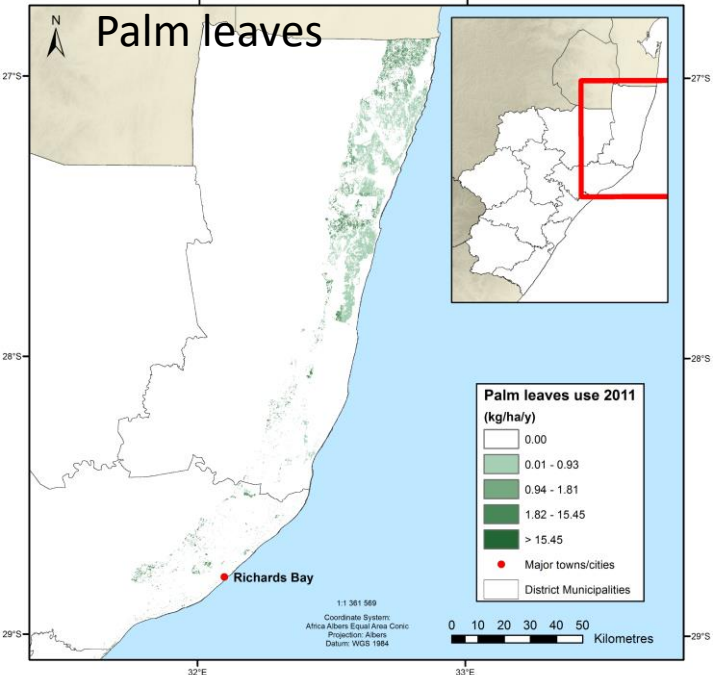 N
Palm leaves
27°S
27°S
28°S
28°S
Palm leaves use 2011
(kg/ha/y)
0.00
0.01 - 0.93
0.94 - 1.81
1.82 - 15.45
> 15.45
Major towns/cities
District Municipalities
Richards Bay
1:1 361 569
Coordinate System:
Africa Albers Equal Area Conic
Projection: Albers
Datum: WGS 1984
0 10 20 30 40 50
Kilometres
29°S
29°S
32°E
33°E